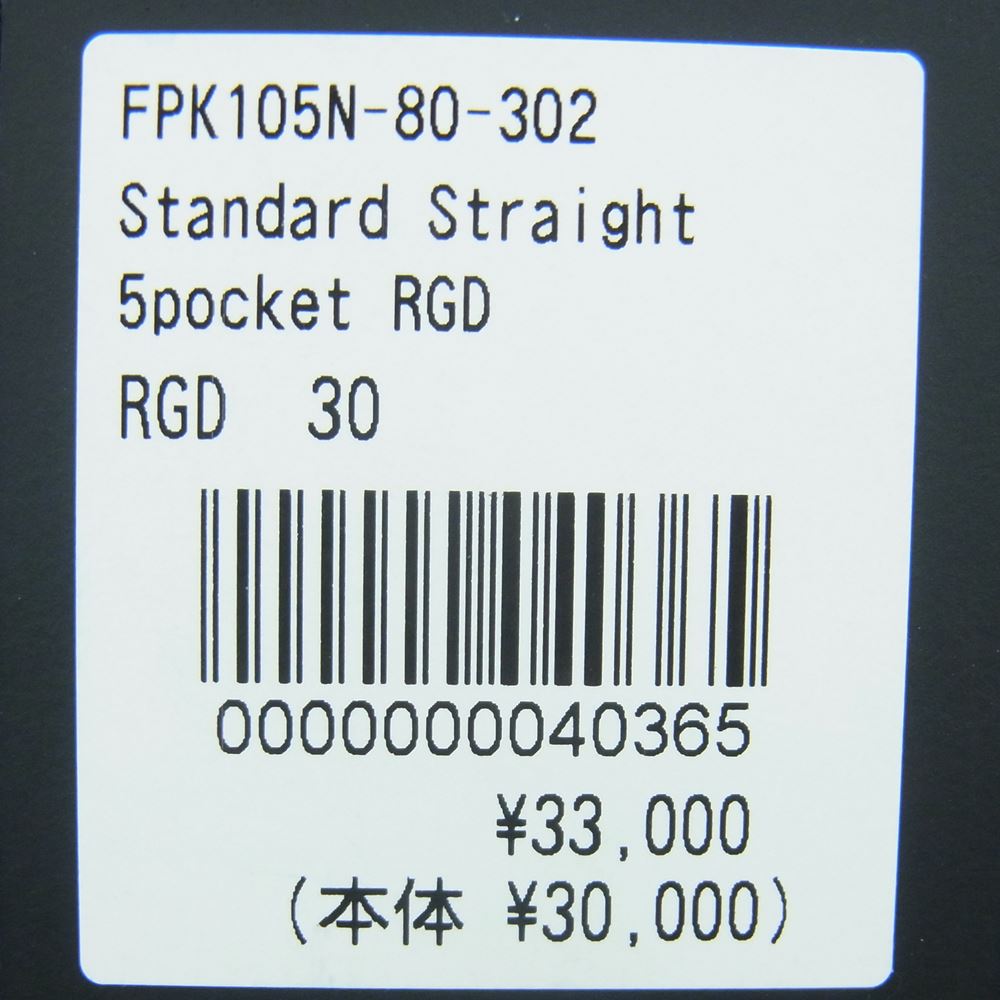 FPK105N-80-302
Standard Straight
5pocket RGD
RGD 30
0000000040365
¥33,000
(本体 ¥30,000)